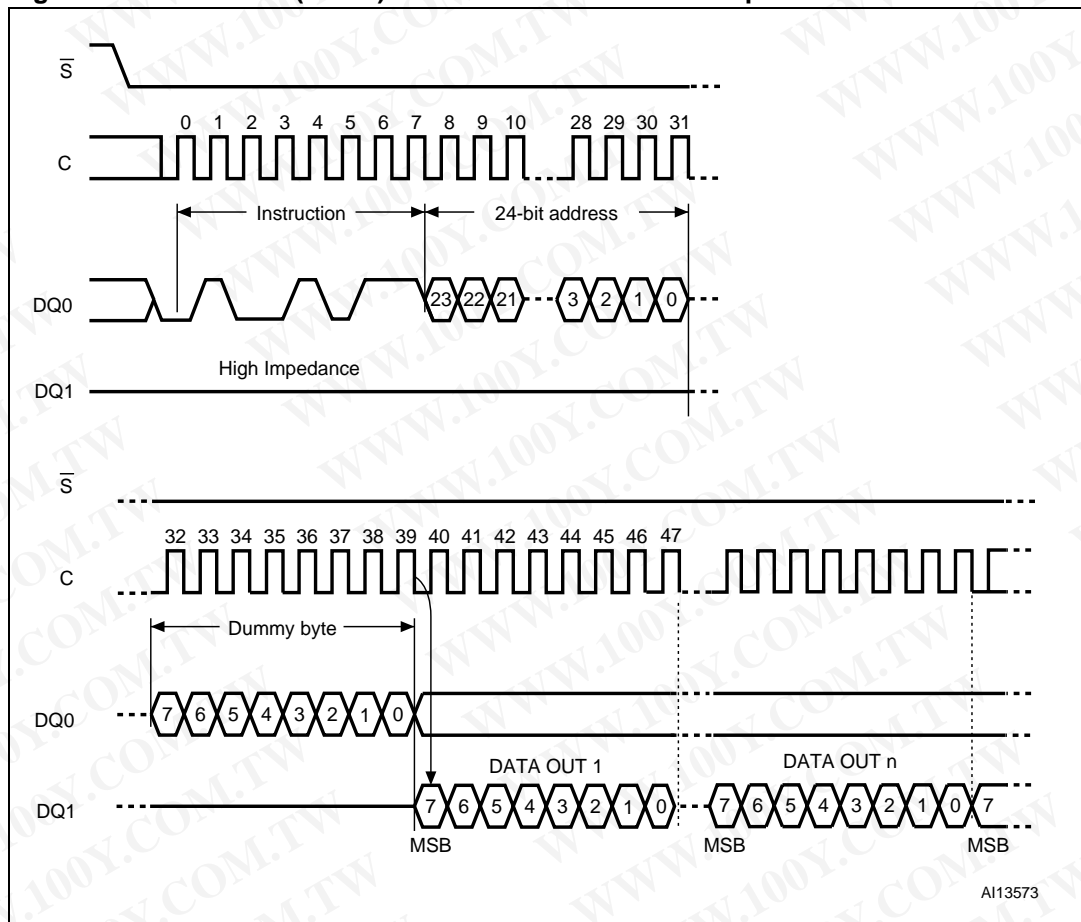 S
0 1 2 3 4 5 6 7 8 9 10 28 29 30 31
C
Instruction 24-bit address
DQ0 23 22 21 3 2 1 0
High Impedance
DQ1
S
32 33 34 35 36 37 38 39 40 41 42 43 44 45 46 47
C
Dummy byte
DQ0 7 6 5 4 3 2 1 0
DATA OUT 1 DATA OUT n
DQ1 7 6 5 4 3 2 1 0 7 6 5 4 3 2 1 0 7
MSB MSB MSB
AI13573
WWW.100Y.COM.TW